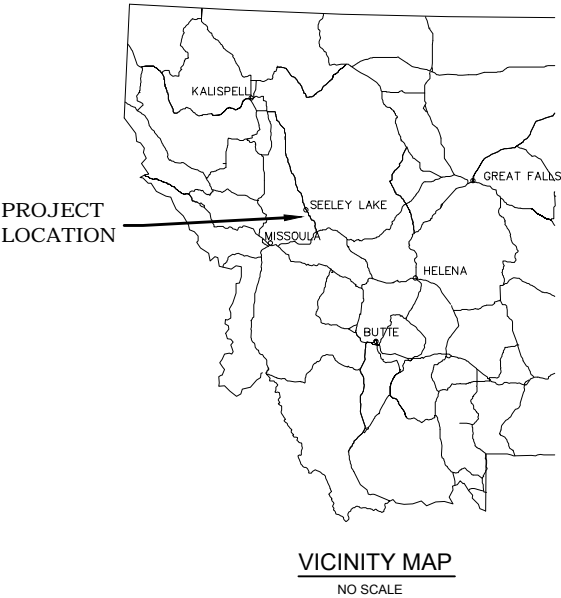 KALISPELL
GREAT FALLS
PROJECT
LOCATION
SEELEY LAKE
MISSOULA
HELENA
BUTTE
VICINITY MAP
NO SCALE